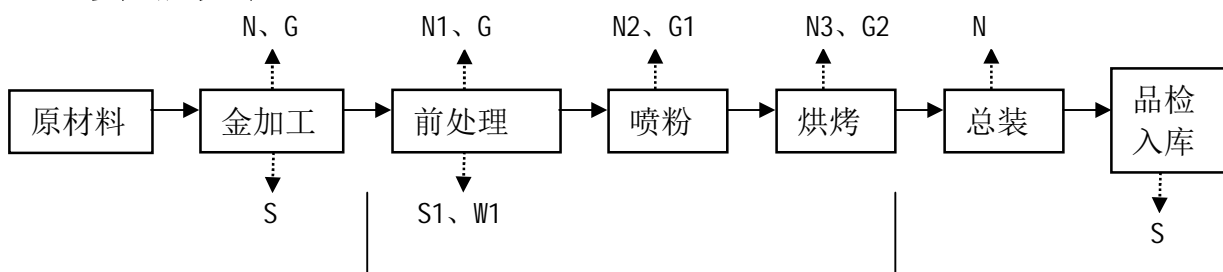 N、G N1、G N2、G1 N3、G2 N
原材料 金加工 前处理 喷粉 烘烤 总装 品检入库
S S1、W1 S